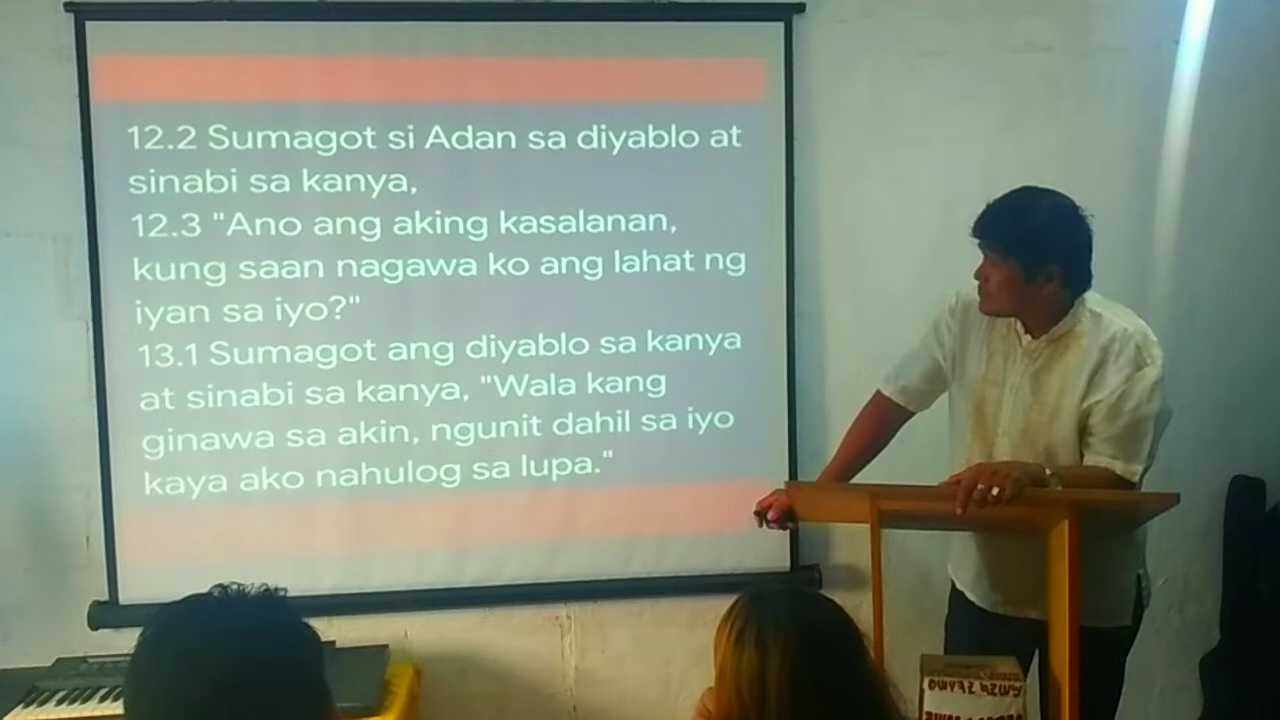 12.2 Sumagot si Adan sa diyablo at
sinabi sa kanya,
12.3 "Ano ang aking kasalanan,
kung saan nagawa ko ang lahat ng
iyan sa iyo?"
13.1 Sumagot ang diyablo sa kanya
at sinabi sa kanya, "Wala kang
ginawa sa akin, ngunit dahil sa iyo
kaya ako nahulog sa lupa."